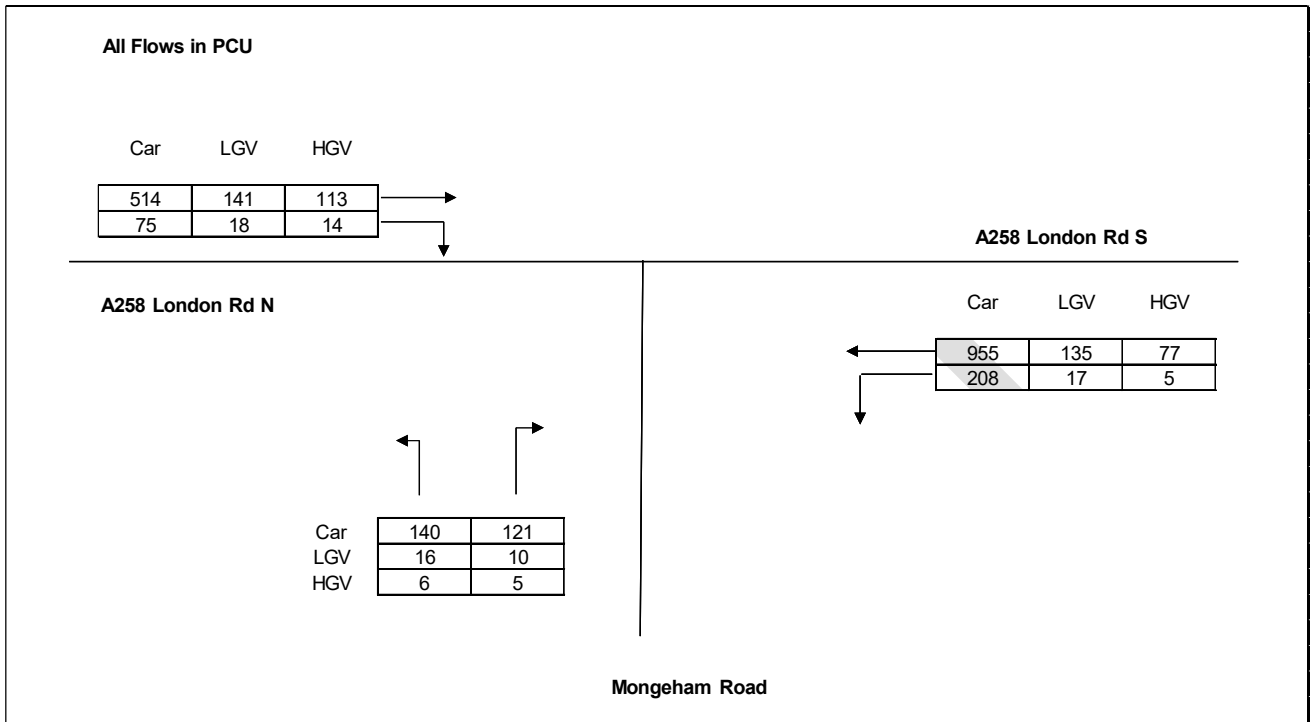 All Flows in PCU
Car LGV HGV
514 141 113
75 18 14
A258 London Rd S
A258 London Rd N
Car LGV HGV
955 135 77
208 17 5
Car 140 121
LGV 16 10
HGV 6 5
Mongeham Road